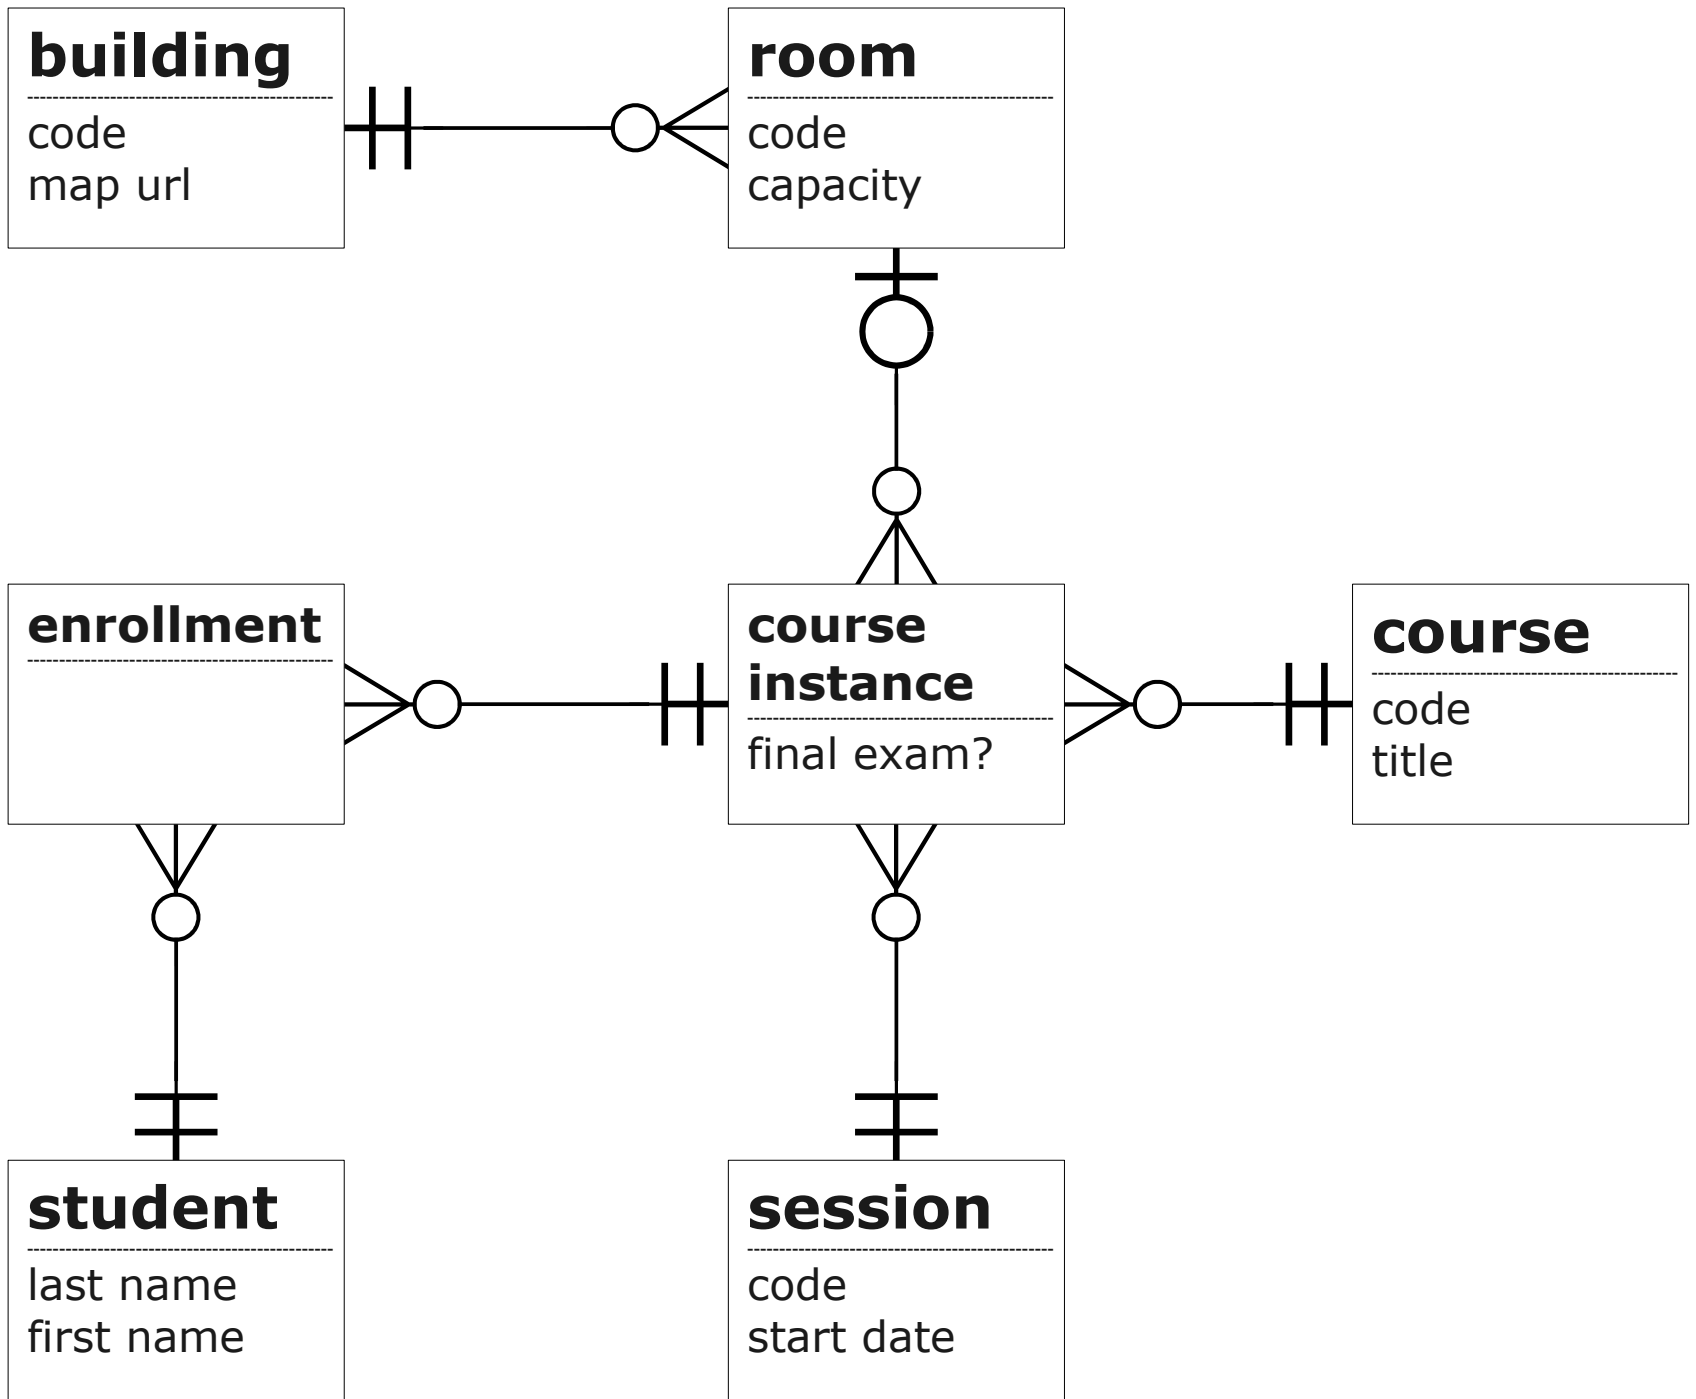 building
code
map url
room
code
capacity
enrollment
course
instance
final exam?
course
code
title
student
last name
first name
session
code
start date